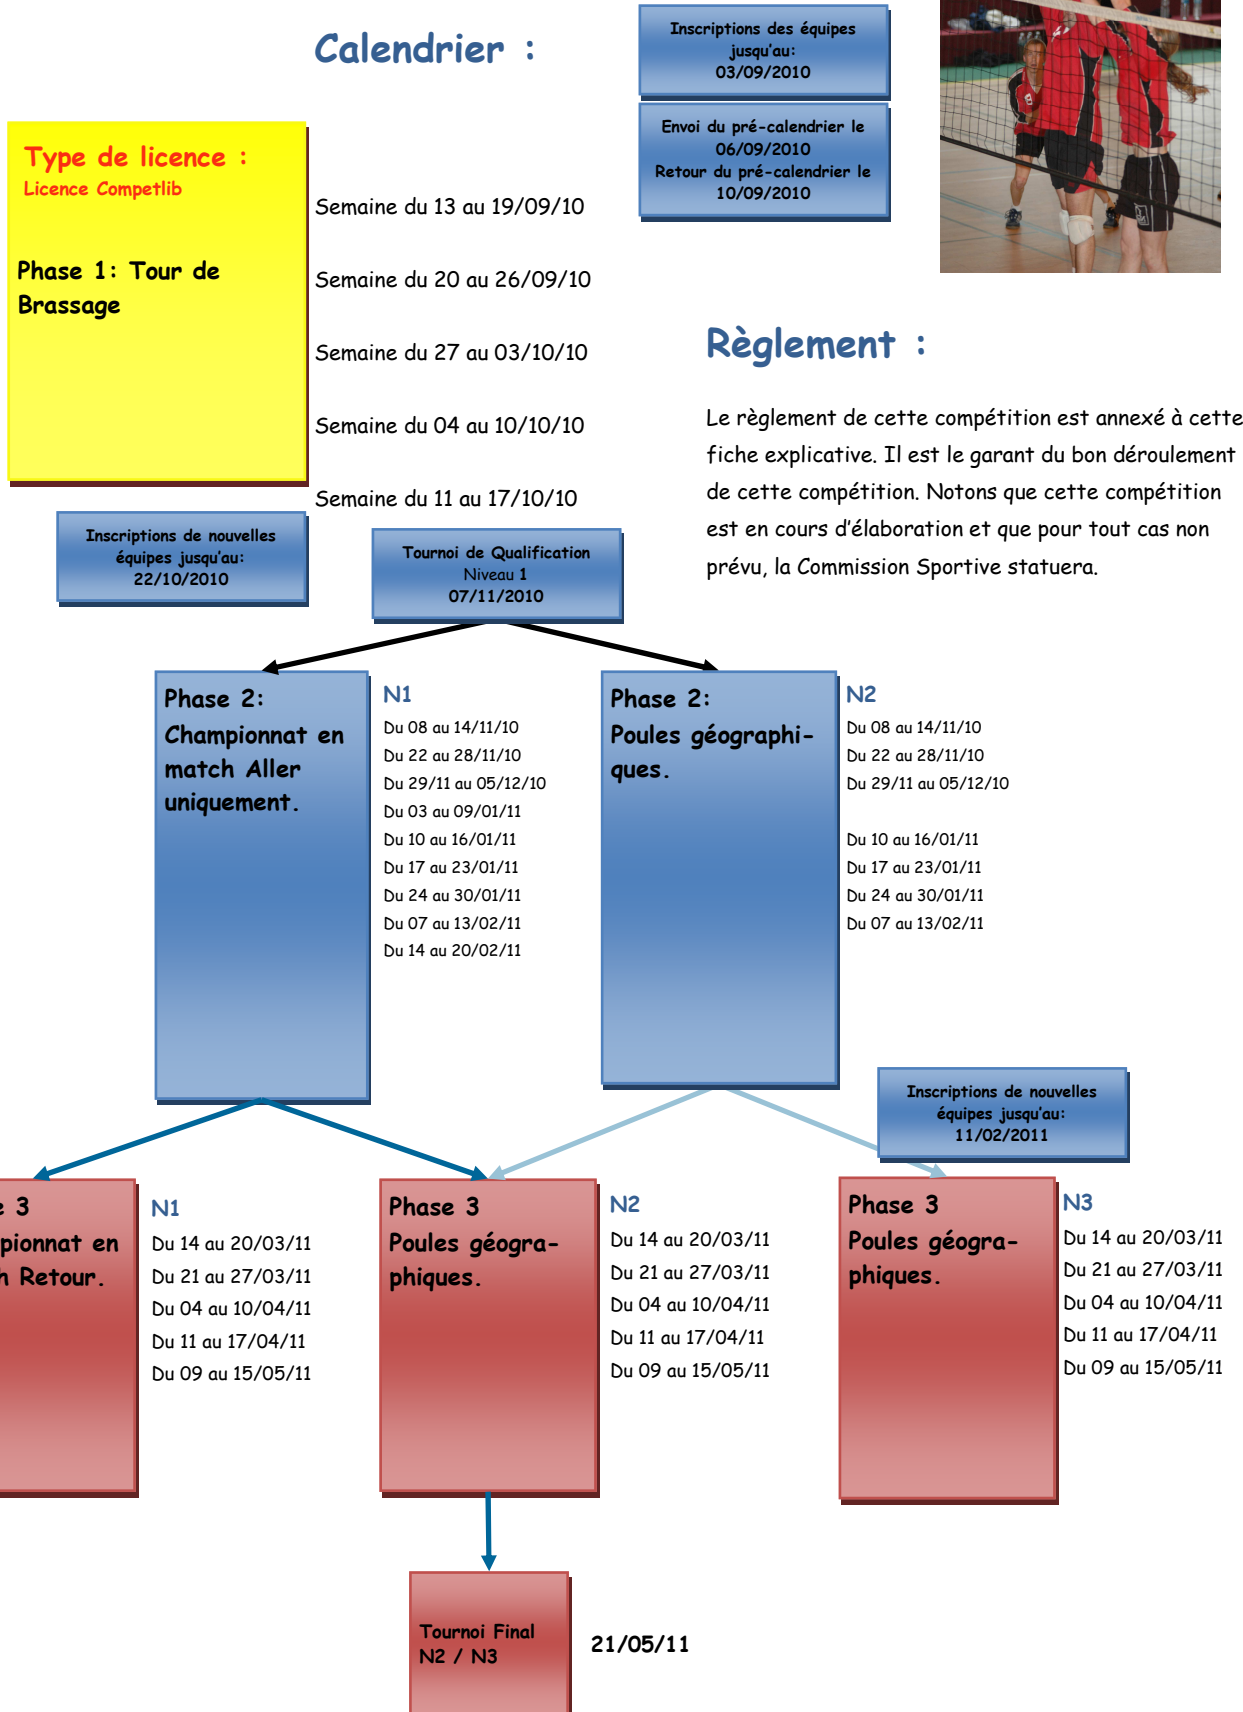 Calendrier :
Inscriptions des équipes
jusqu'au:
03/09/2010
Envoi du pré-calendrier le
06/09/2010
Retour du pré-calendrier le
10/09/2010
Type de licence :
Licence Competlib
Phase 1: Tour de
Brassage
Semaine du 13 au 19/09/10
Semaine du 20 au 26/09/10
Semaine du 27 au 03/10/10
Semaine du 04 au 10/10/10
Semaine du 11 au 17/10/10
Règlement :
Le règlement de cette compétition est annexé à cette
fiche explicative. Il est le garant du bon déroulement
de cette compétition. Notons que cette compétition
est en cours d'élaboration et que pour tout cas non
prévu, la Commission Sportive statuera.
Inscriptions de nouvelles
équipes jusqu'au:
22/10/2010
Tournoi de Qualification
Niveau 1
07/11/2010
Phase 2:
Championnat en
match Aller
uniquement.
N1
Du 08 au 14/11/10
Du 22 au 28/11/10
Du 29/11 au 05/12/10
Du 03 au 09/01/11
Du 10 au 16/01/11
Du 17 au 23/01/11
Du 24 au 30/01/11
Du 07 au 13/02/11
Du 14 au 20/02/11
Phase 2:
Poules géographi-
ques.
N2
Du 08 au 14/11/10
Du 22 au 28/11/10
Du 29/11 au 05/12/10
Du 10 au 16/01/11
Du 17 au 23/01/11
Du 24 au 30/01/11
Du 07 au 13/02/11
Inscriptions de nouvelles
équipes jusqu'au:
11/02/2011
e 3
pionnat en
h Retour.
N1
Du 14 au 20/03/11
Du 21 au 27/03/11
Du 04 au 10/04/11
Du 11 au 17/04/11
Du 09 au 15/05/11
Phase 3
Poules géogra-
phiques.
N2
Du 14 au 20/03/11
Du 21 au 27/03/11
Du 04 au 10/04/11
Du 11 au 17/04/11
Du 09 au 15/05/11
Phase 3
Poules géogra-
phiques.
N3
Du 14 au 20/03/11
Du 21 au 27/03/11
Du 04 au 10/04/11
Du 11 au 17/04/11
Du 09 au 15/05/11
Tournoi Final
N2 / N3
21/05/11